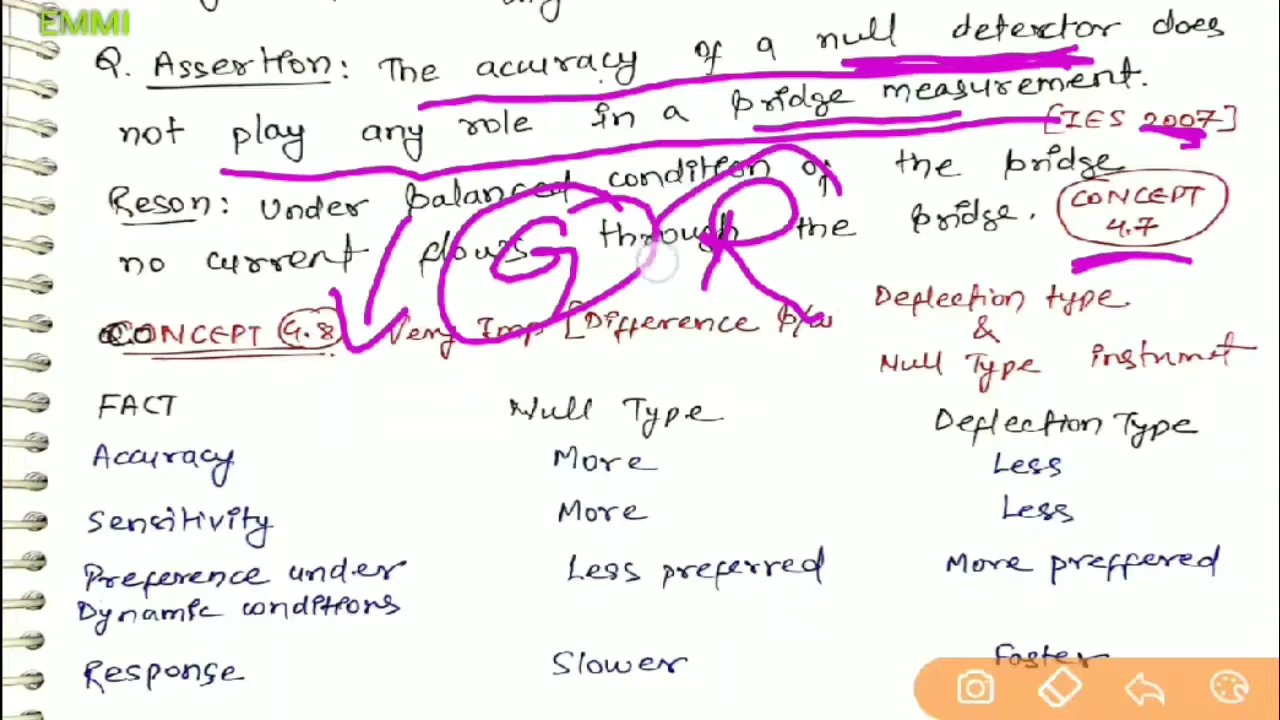 EMMI
Q. Assertion: The accuracy of a null detector does
not play any role in a bridge measurement.
[IES 2007]
Reson: Under balanced condition of the bridge
no current flows through the bridge.
CONCEPT
4.7
G R
CONCEPT 4.8 Very Imp [Difference b/w Deflection type
&
Null Type instrumet
FACT Null Type Deflection Type
Accuracy More Less
Sensitivity More Less
Preference under Less preferred More preffered
Dynamic conditions
Response Slower Faster